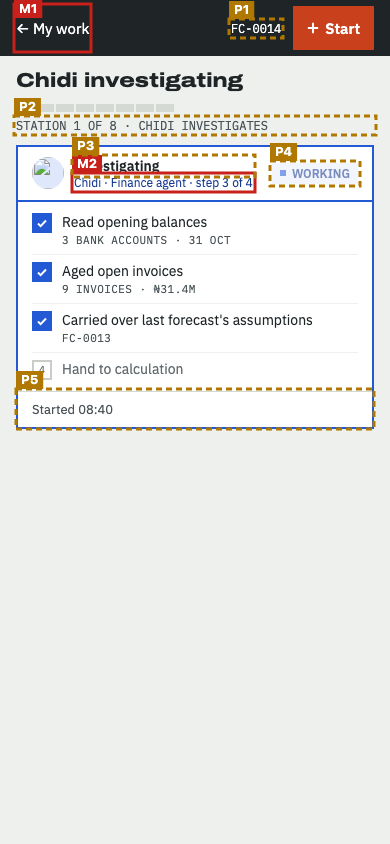 M1
← My work
P1
FC-0014
+ Start
Chidi investigating
P2
STATION 1 OF 8 · CHIDI INVESTIGATES
P3
P4
M2
WORKING
Chidi · Finance agent · step 3 of 4
Read opening balances
3 BANK ACCOUNTS · 31 OCT
Aged open invoices
9 INVOICES · ₦31.4M
Carried over last forecast's assumptions
FC-0013
4
Hand to calculation
P5
Started 08:40